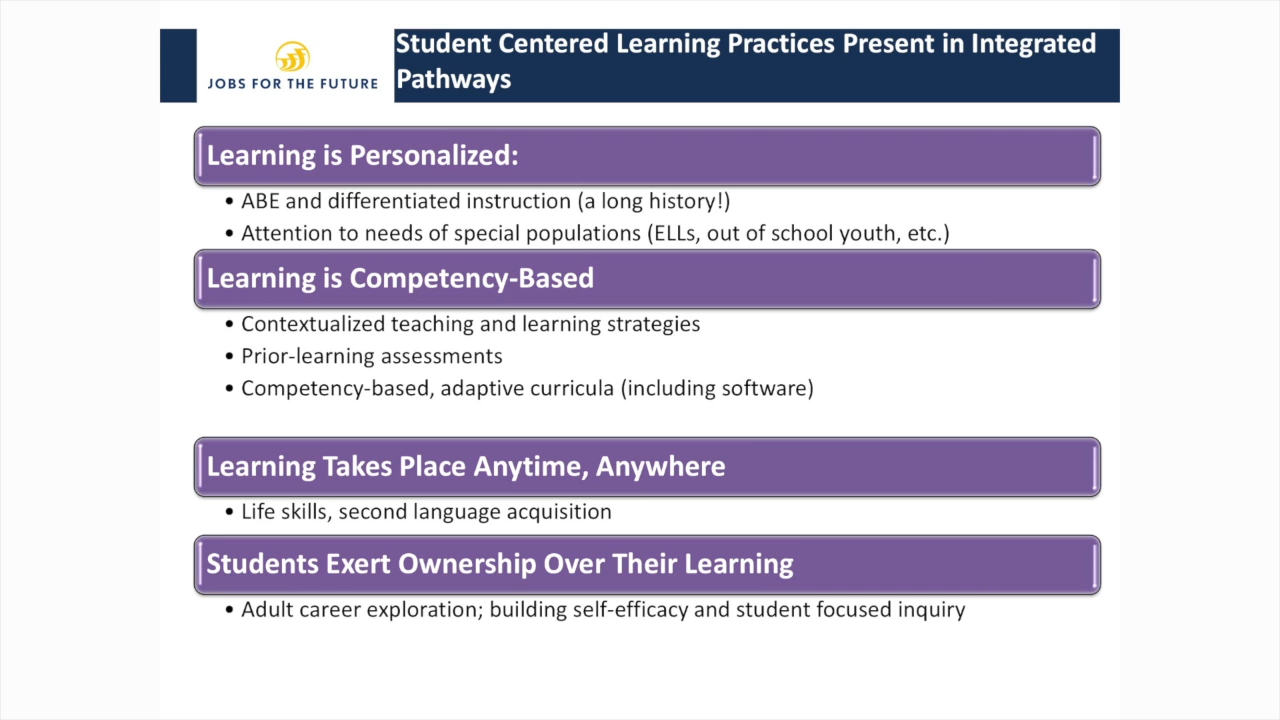 Student Centered Learning Practices Present in Integrated
Pathways
JOBS FOR THE FUTURE
Learning is Personalized:
• ABE and differentiated instruction (a long history!)
• Attention to needs of special populations (ELLs, out of school youth, etc.)
Learning is Competency-Based
• Contextualized teaching and learning strategies
• Prior-learning assessments
• Competency-based, adaptive curricula (including software)
Learning Takes Place Anytime, Anywhere
• Life skills, second language acquisition
Students Exert Ownership Over Their Learning
• Adult career exploration; building self-efficacy and student focused inquiry